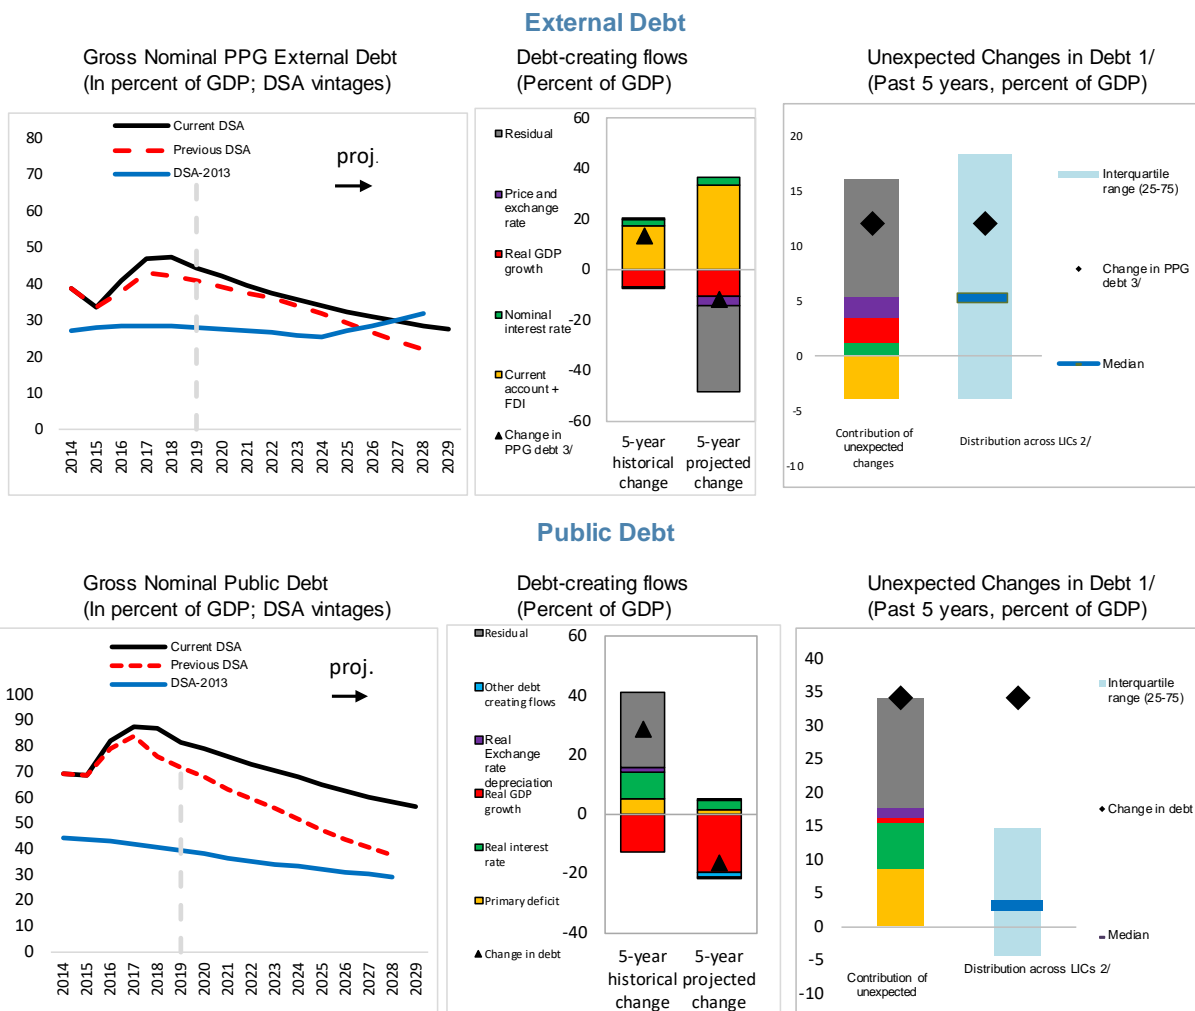 External Debt
Gross Nominal PPG External Debt
(In percent of GDP; DSA vintages)
Current DSA
Previous DSA
DSA-2013
proj.
80
70
60
50
40
30
20
10
0
2014
2015
2016
2017
2018
2019
2020
2021
2022
2023
2024
2025
2026
2027
2028
2029
Debt-creating flows
(Percent of GDP)
Residual
Price and
exchange
rate
Real GDP
growth
Nominal
interest rate
Current
account +
FDI
Change in
PPG debt 3/
60
40
20
0
-20
-40
-60
5-year
historical
change
5-year
projected
change
Unexpected Changes in Debt 1/
(Past 5 years, percent of GDP)
20
15
10
5
0
-5
-10
Contribution of
unexpected
changes
Distribution across LICs 2/
Interquartile
range (25-75)
Change in PPG
debt 3/
Median
Public Debt
Gross Nominal Public Debt
(In percent of GDP; DSA vintages)
Current DSA
Previous DSA
DSA-2013
proj.
100
90
80
70
60
50
40
30
20
10
0
2014
2015
2016
2017
2018
2019
2020
2021
2022
2023
2024
2025
2026
2027
2028
2029
Debt-creating flows
(Percent of GDP)
Residual
Other debt
creating flows
Real
Exchange
rate
depreciation
Real GDP
growth
Real interest
rate
Primary deficit
Change in debt
60
40
20
0
-20
-40
5-year
historical
change
5-year
projected
change
Unexpected Changes in Debt 1/
(Past 5 years, percent of GDP)
40
35
30
25
20
15
10
5
0
-5
-10
Contribution of
unexpected
Distribution across LICs 2/
Interquartile
range (25-75)
Change in debt
Median